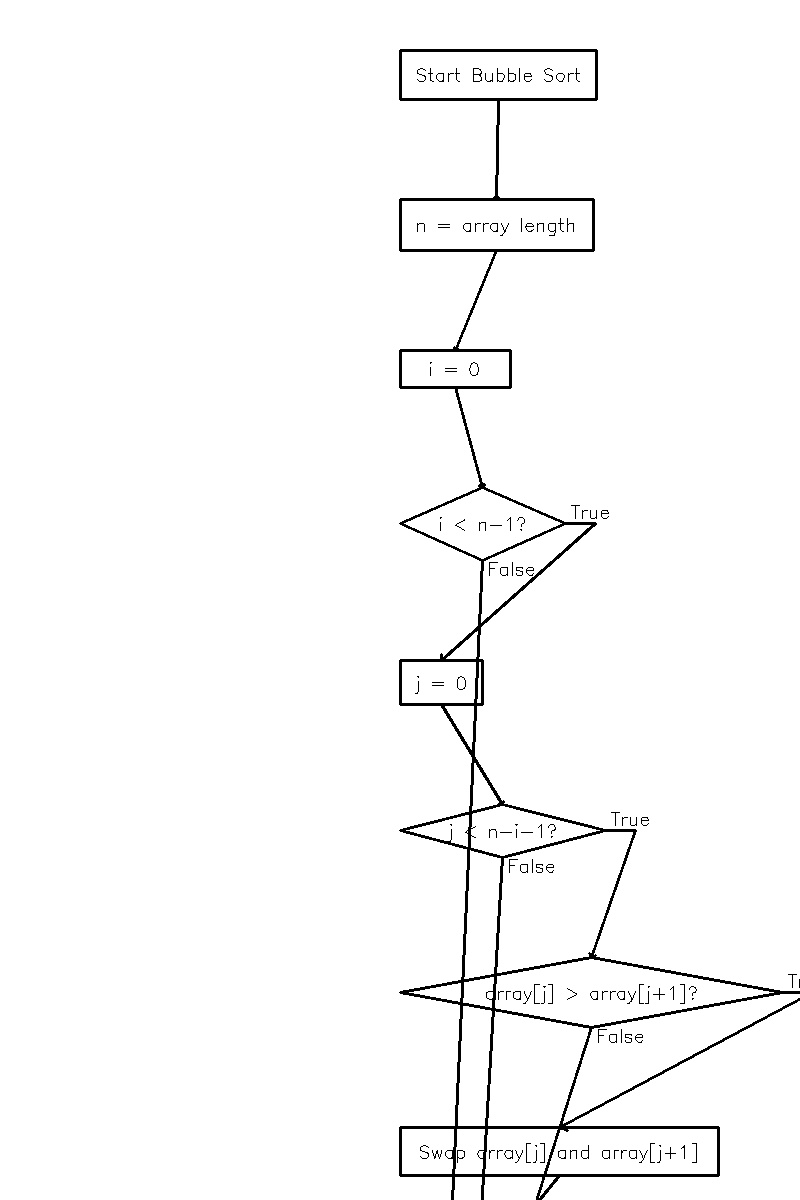 Start Bubble Sort
n = array length
i = 0
i < n-1?
True
False
j = 0
j < n-i-1?
True
False
array[j] > array[j+1]?
Tr
False
Swap array[j] and array[j+1]